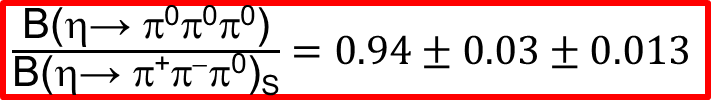 B(η→ π⁰π⁰π⁰)
B(η→ π⁺π⁻π⁰)S
= 0.94 ± 0.03 ± 0.013